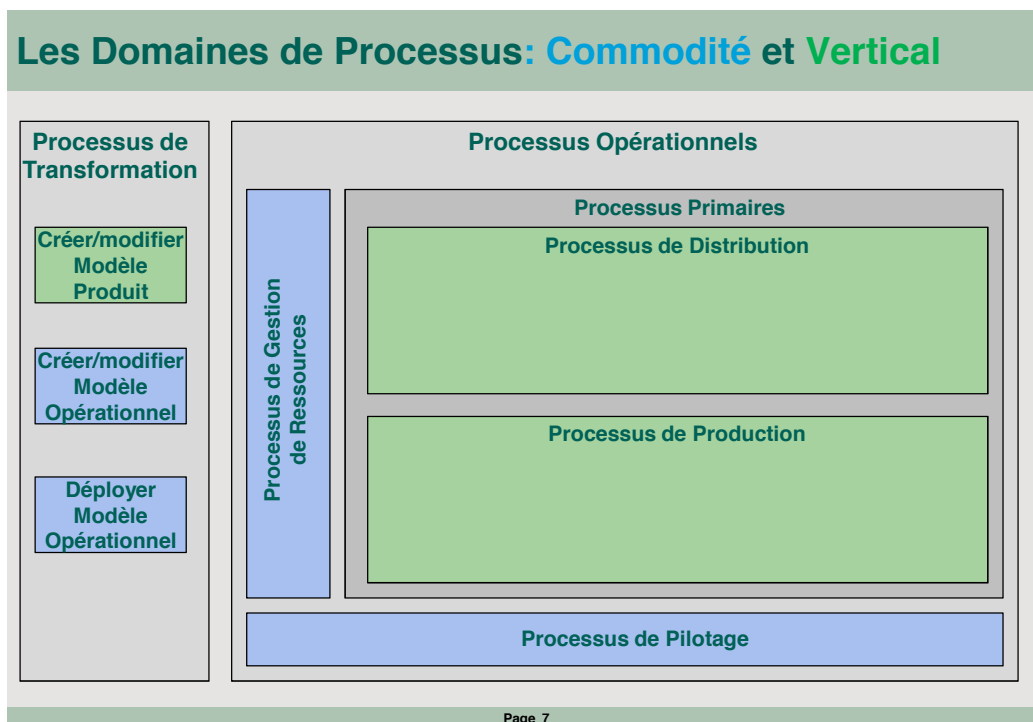 Les Domaines de Processus: Commodité et Vertical
Processus de
Transformation
Créer/modifier
Modèle
Produit
Créer/modifier
Modèle
Opérationnel
Déployer
Modèle
Opérationnel
Processus Opérationnels
Processus de Gestion
de Ressources
Processus Primaires
Processus de Distribution
Processus de Production
Processus de Pilotage
Page 7